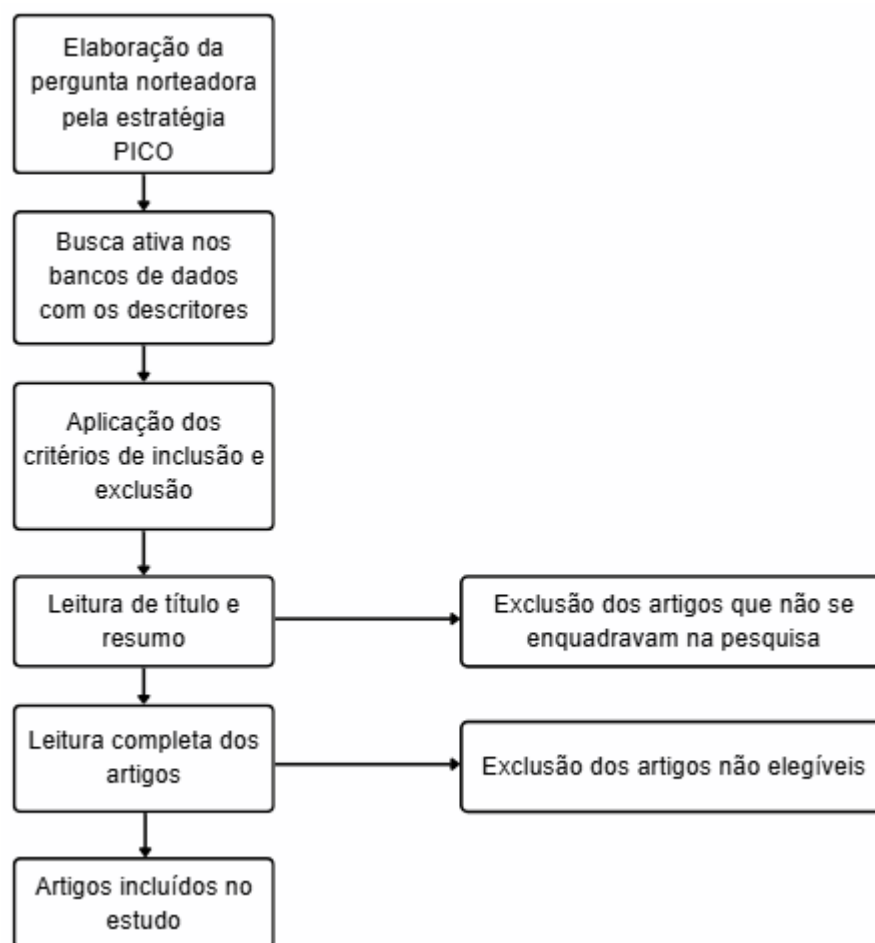 Elaboração da
pergunta norteadora
pela estratégia
PICO
Busca ativa nos
bancos de dados
com os descritores
Aplicação dos
critérios de inclusão e
exclusão
Leitura de título e
resumo
Exclusão dos artigos que não se
enquadravam na pesquisa
Leitura completa dos
artigos
Exclusão dos artigos não elegíveis
Artigos incluídos no
estudo